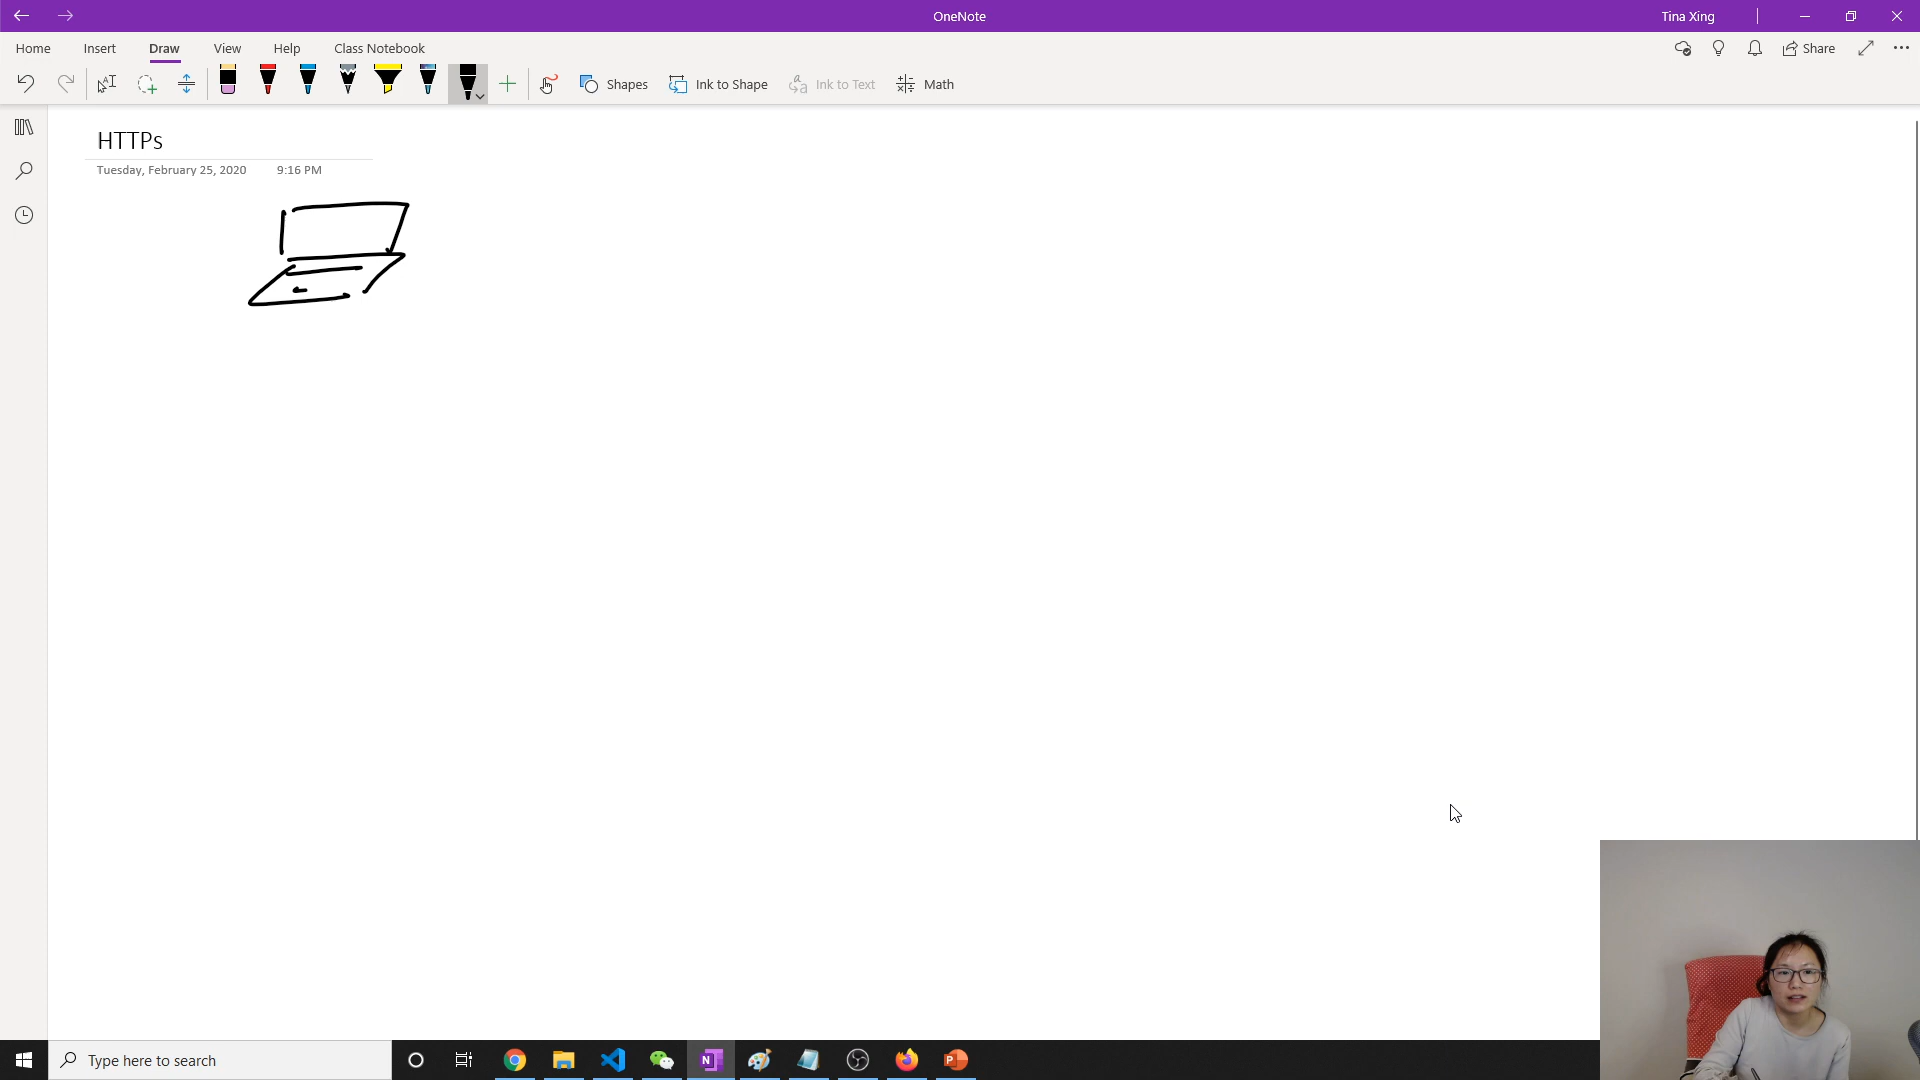 OneNote
Tina Xing
Home
Insert
Draw
View
Help
Class Notebook
Share
Shapes
Ink to Shape
Ink to Text
Math
HTTPs
Tuesday, February 25, 2020 9:16 PM
Type here to search